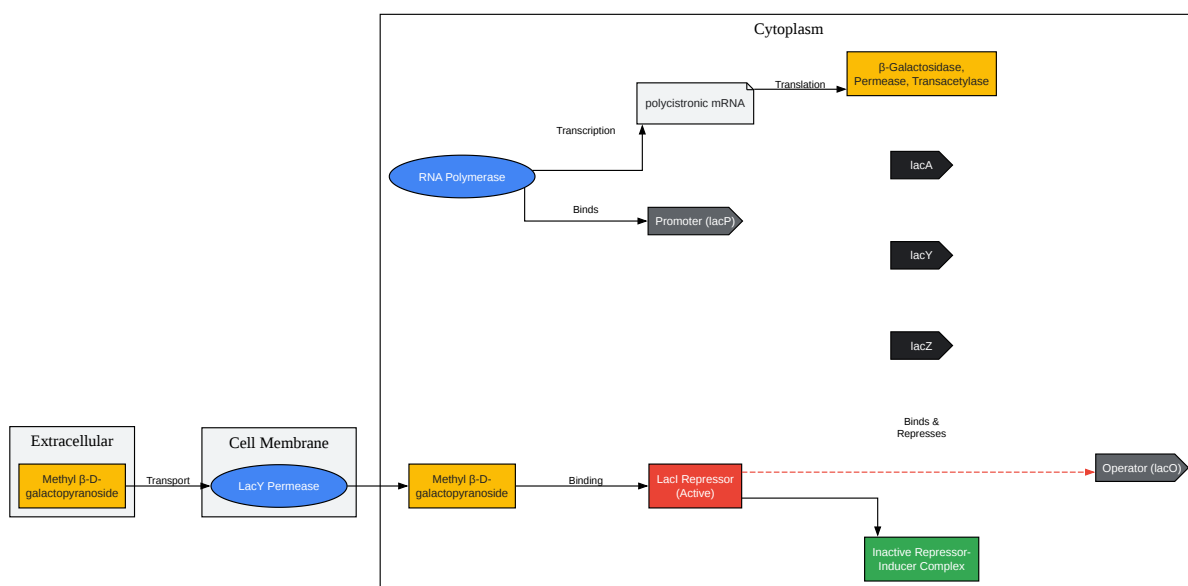 Cytoplasm
β-Galactosidase,
Permease, Transacetylase
Translation
polycistronic mRNA
Transcription
lacA
RNA Polymerase
Binds
Promoter (lacP)
lacY
lacZ
Binds &
Represses
Extracellular
Cell Membrane
Methyl β-D-
galactopyranoside
Transport
LacY Permease
Methyl β-D-
galactopyranoside
Binding
LacI Repressor
(Active)
Operator (lacO)
Inactive Repressor-
Inducer Complex